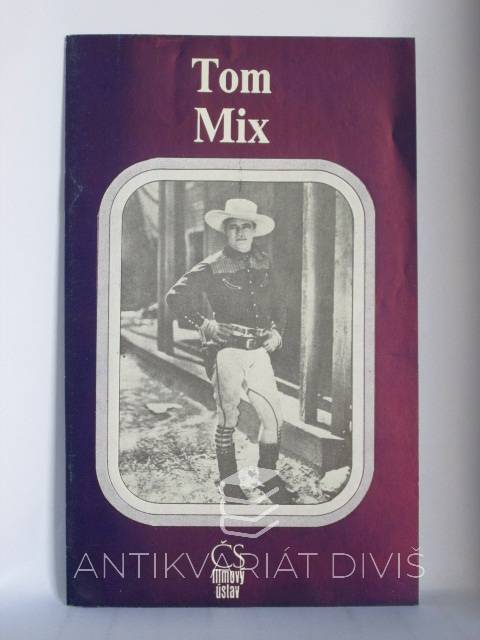 Tom
Mix
ČS
filmový
ústav
ANTIKVARIÁT DIVIŠ